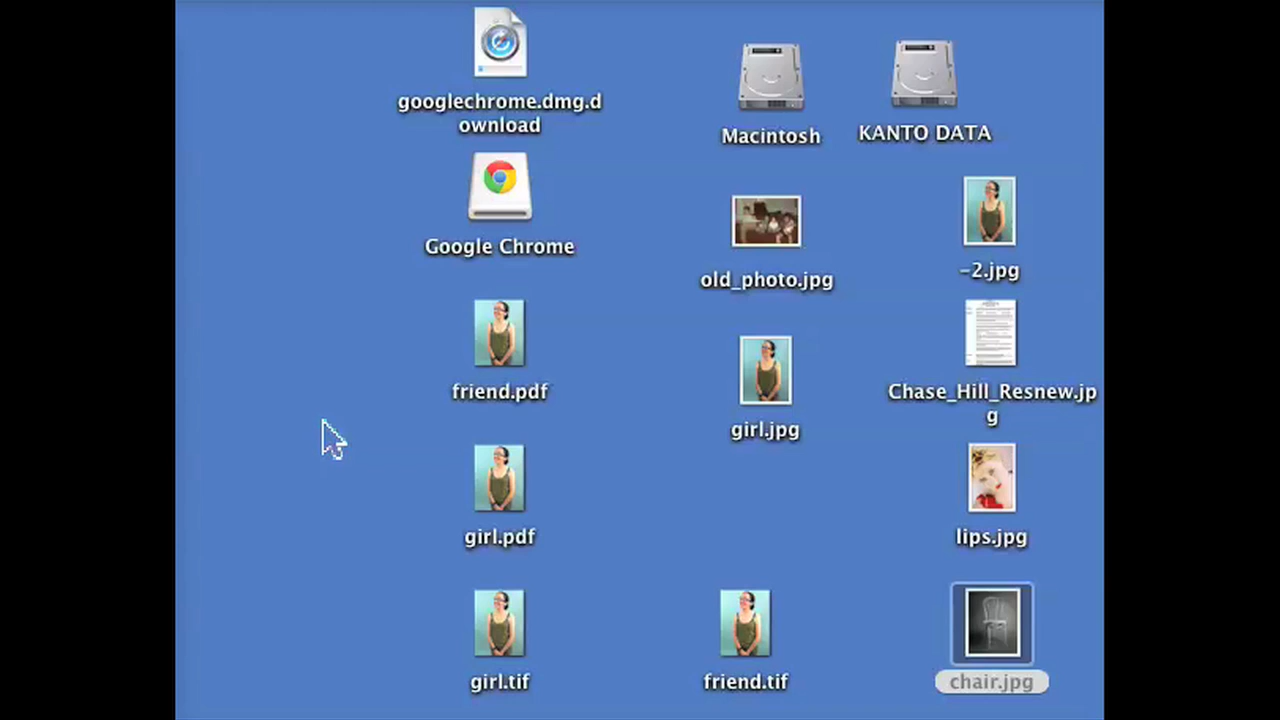 googlechrome.dmg.d
ownload
Macintosh
KANTO DATA
Google Chrome
old_photo.jpg
-2.jpg
friend.pdf
girl.jpg
Chase_Hill_Resnew.jp
g
girl.pdf
lips.jpg
girl.tif
friend.tif
chair.jpg